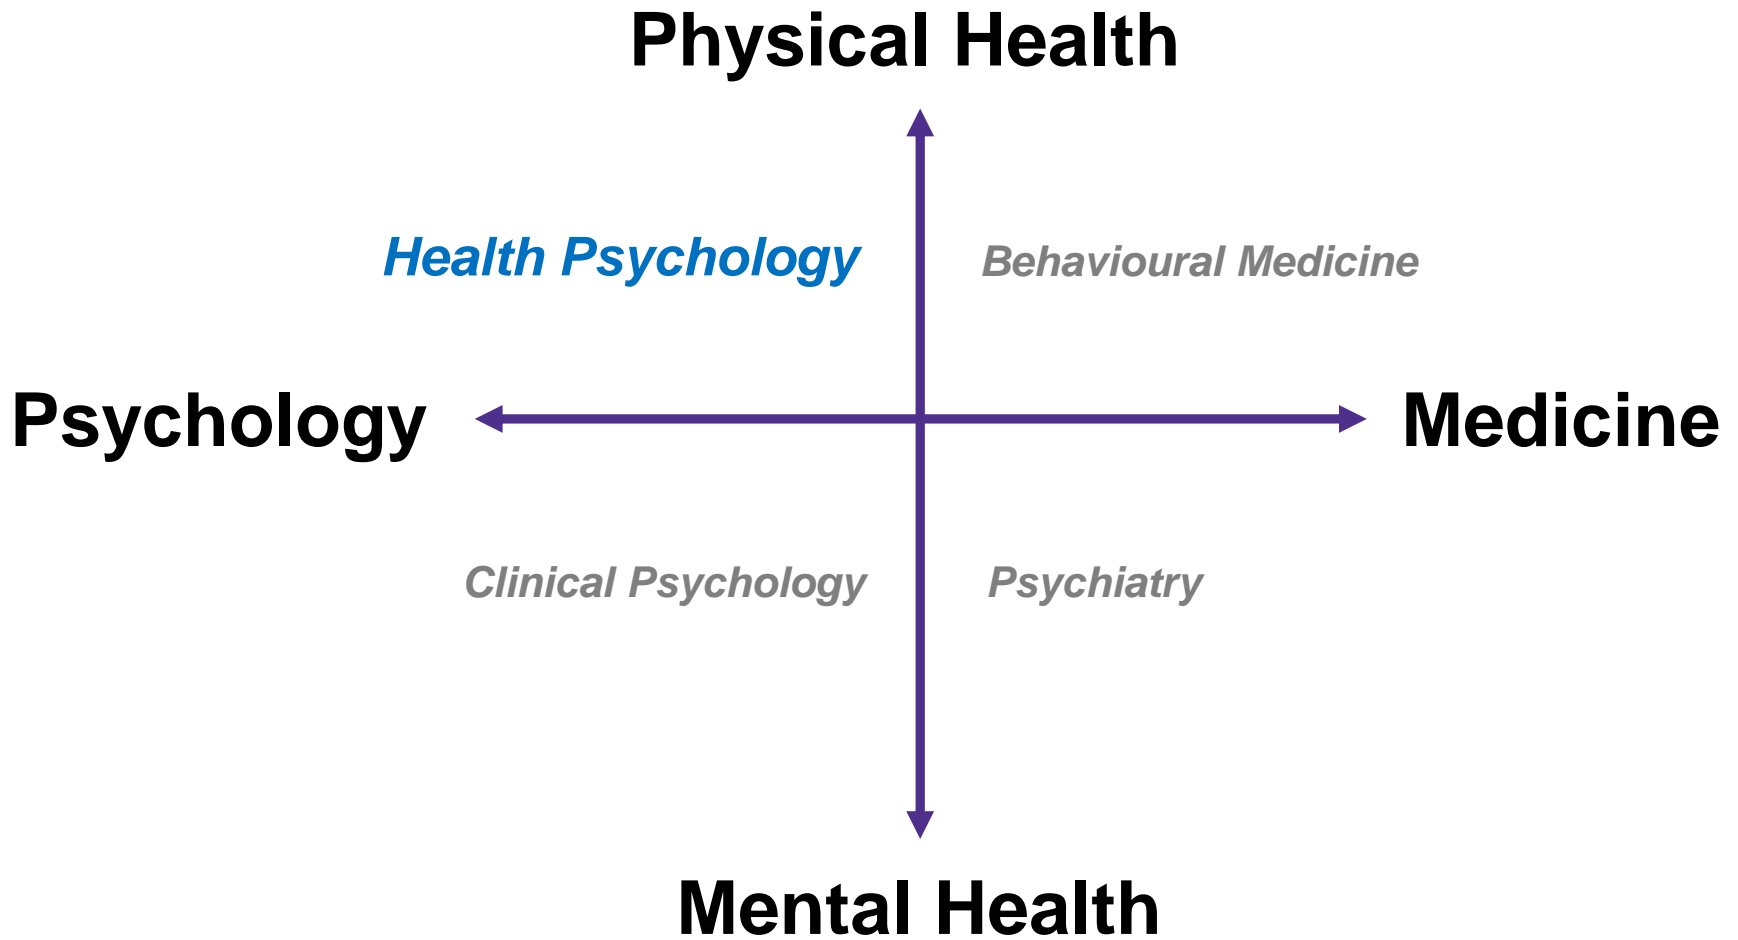 Physical Health
Health Psychology
Behavioural Medicine
Psychology
Medicine
Clinical Psychology
Psychiatry
Mental Health